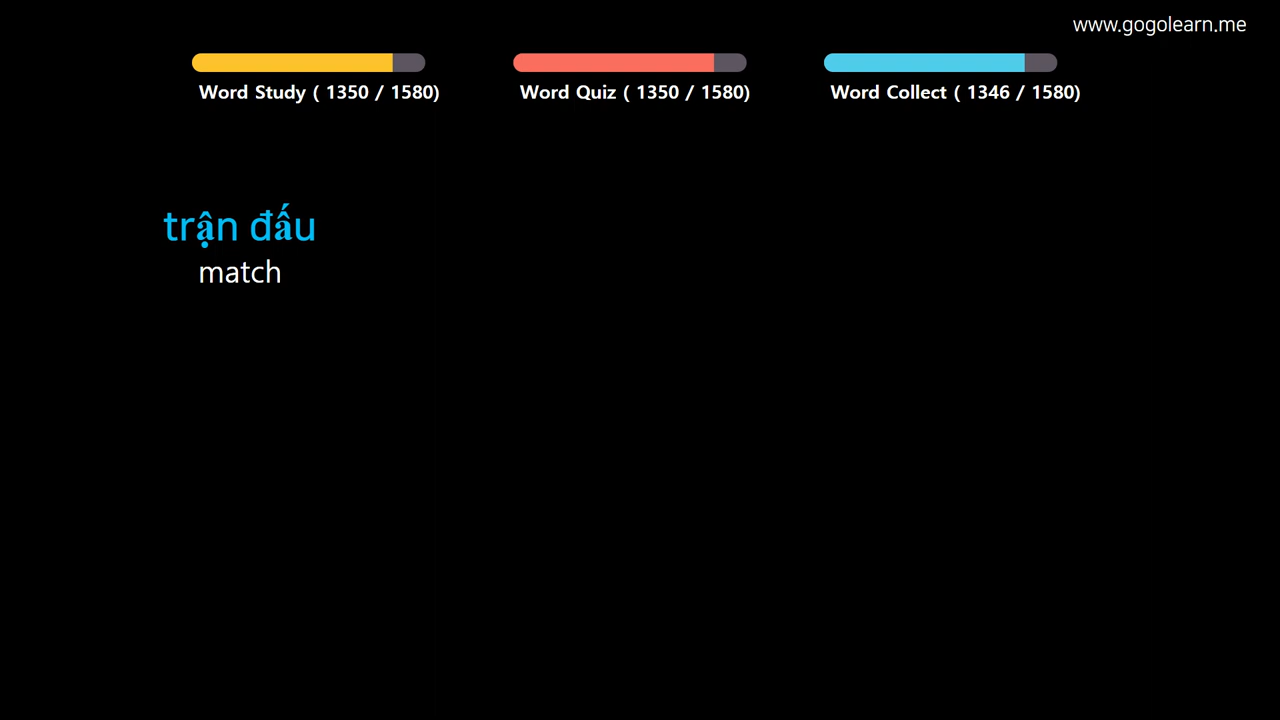 www.gogolearn.me
Word Study ( 1350 / 1580)
Word Quiz ( 1350 / 1580)
Word Collect ( 1346 / 1580)
trận đấu
match